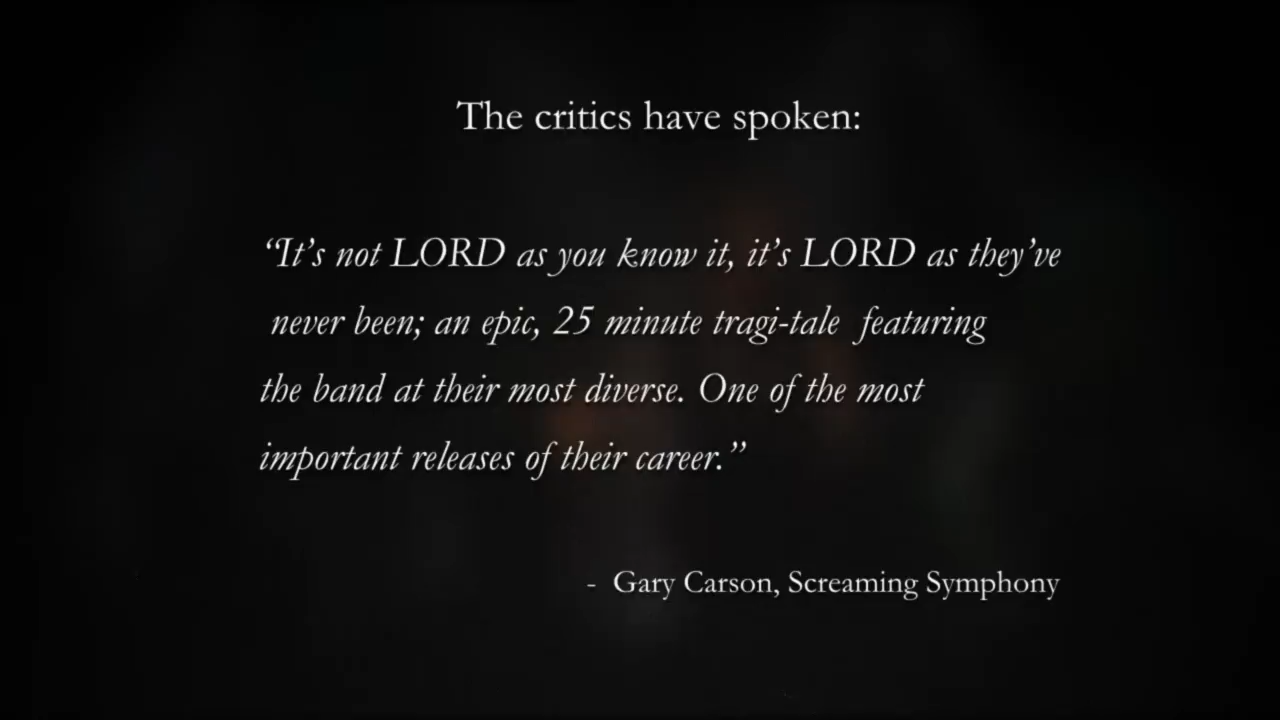 The critics have spoken:
“It’s not LORD as you know it, it’s LORD as they’ve
never been; an epic, 25 minute tragi-tale featuring
the band at their most diverse. One of the most
important releases of their career.”
- Gary Carson, Screaming Symphony